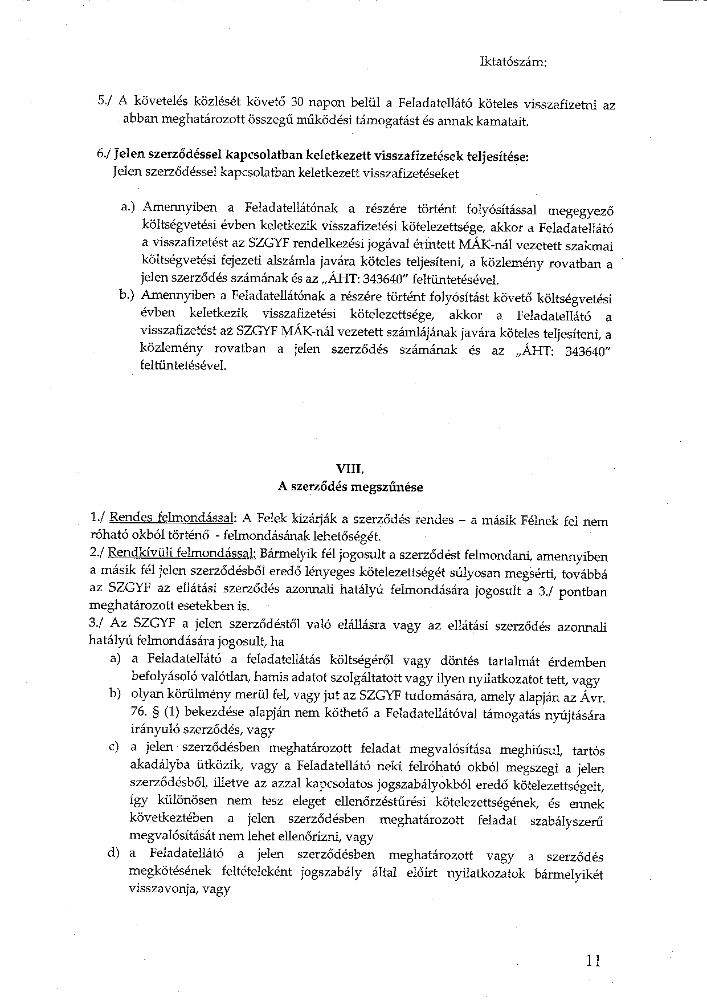 Iktatószám:
5./ A követelés közlését követő 30 napon belül a Feladatellátó köteles visszafizetni az
abban meghatározott összegű működési támogatást és annak kamatait.
6./ Jelen szerződéssel kapcsolatban keletkezett visszafizetések teljesítése:
Jelen szerződéssel kapcsolatban keletkezett visszafizetéseket
a.) Amennyiben a Feladatellátónak a részére történt folyósítással megegyező
költségvetési évben keletkezik visszafizetési kötelezettsége, akkor a Feladatellátó
a visszafizetést az SZGYF rendelkezési jogával érintett MÁK-nál vezetett szakmai
költségvetési fejezeti alszámla javára köteles teljesíteni, a közlemény rovatban a
jelen szerződés számának és az „ÁHT: 343640” feltüntetésével.
b.) Amennyiben a Feladatellátónak a részére történt folyósítást követő költségvetési
évben keletkezik visszafizetési kötelezettsége, akkor a Feladatellátó a
visszafizetést az SZGYF MÁK-nál vezetett számlájának javára köteles teljesíteni, a
közlemény rovatban a jelen szerződés számának és az „ÁHT: 343640”
feltüntetésével.
VIII.
A szerződés megszűnése
1./ Rendes felmondással: A Felek kizárják a szerződés rendes – a másik Félnek fel nem
róható okból történő - felmondásának lehetőségét.
2./ Rendkívüli felmondással: Bármelyik fél jogosult a szerződést felmondani, amennyiben
a másik fél jelen szerződésből eredő lényeges kötelezettségét súlyosan megsérti, továbbá
az SZGYF az ellátási szerződés azonnali hatályú felmondására jogosult a 3./ pontban
meghatározott esetekben is.
3./ Az SZGYF a jelen szerződéstől való elállásra vagy az ellátási szerződés azonnali
hatályú felmondására jogosult, ha
a) a Feladatellátó a feladatellátás költségéről vagy döntés tartalmát érdemben
befolyásoló valótlan, hamis adatot szolgáltatott vagy ilyen nyilatkozatot tett, vagy
b) olyan körülmény merül fel, vagy jut az SZGYF tudomására, amely alapján az Ávr.
76. § (1) bekezdése alapján nem köthető a Feladatellátóval támogatás nyújtására
irányuló szerződés, vagy
c) a jelen szerződésben meghatározott feladat megvalósítása meghiúsul, tartós
akadályba ütközik, vagy a Feladatellátó neki felróható okból megszegi a jelen
szerződésből, illetve az azzal kapcsolatos jogszabályokból eredő kötelezettségeit,
így különösen nem tesz eleget ellenőrzéstűrési kötelezettségének, és ennek
következtében a jelen szerződésben meghatározott feladat szabályszerű
megvalósítását nem lehet ellenőrizni, vagy
d) a Feladatellátó a jelen szerződésben meghatározott vagy a szerződés
megkötésének feltételeként jogszabály által előírt nyilatkozatok bármelyikét
visszavonja, vagy
11